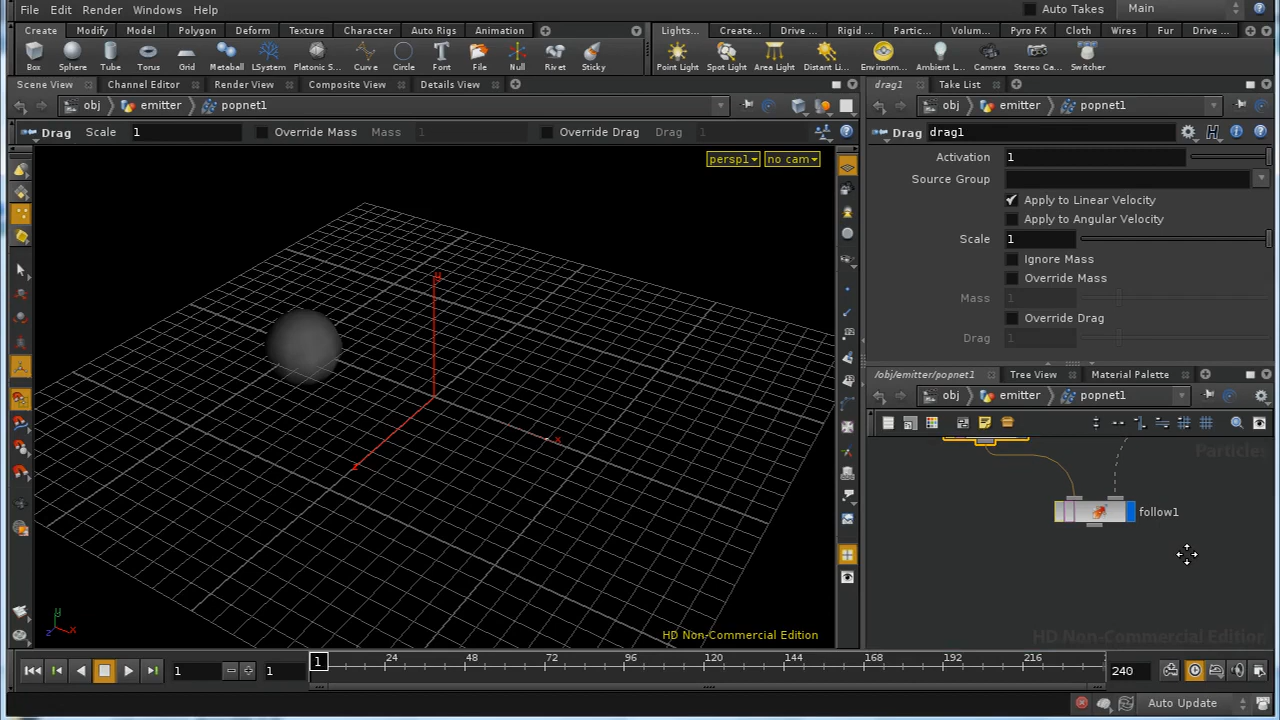 File Edit Render Windows Help Auto Takes Main
Create Modify Model Polygon Deform Texture Character Auto Rigs Animation Lights... Create... Drive ... Rigid ... Partic... Volum... Pyro FX Cloth Wires Fur Drive ...
Box Sphere Tube Torus Grid Metaball LSystem Platonic S... Curve Circle Font File Null Rivet Sticky Point Light Spot Light Area Light Distant Li... Environm... Ambient L... Camera Stereo Ca... Switcher
Scene View Channel Editor Render View Composite View Details View drag1 Take List
obj emitter popnet1 obj emitter popnet1
Drag Scale 1 Override Mass Mass 1 Override Drag Drag 1 Drag drag1
persp1 no cam
Activation 1
Source Group
Apply to Linear Velocity
Apply to Angular Velocity
Scale 1
Ignore Mass
Override Mass
Mass 1
Override Drag
Drag 1
/obj/emitter/popnet1 Tree View Material Palette
obj emitter popnet1
Particles
follow1
y
x
z
y
z x
HD Non-Commercial Edition HD Non-Commercial Edition
1 1 1 24 48 72 96 120 144 168 192 216 240
Auto Update